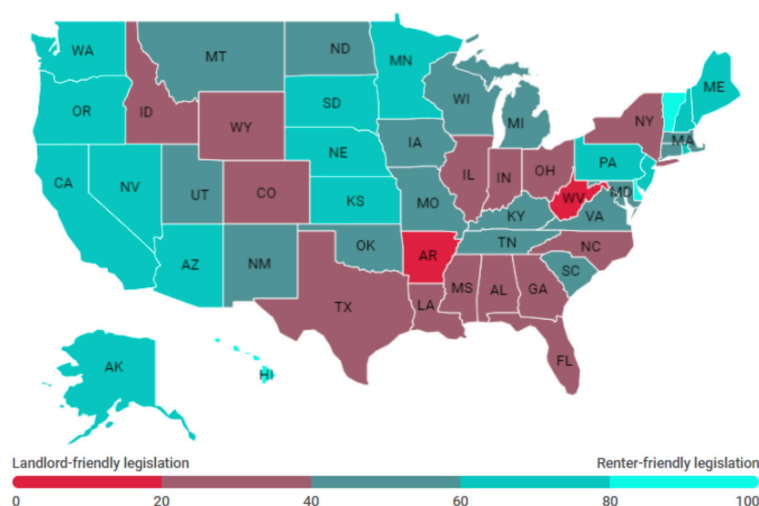 WA
MT
ND
MN
ME
OR
ID
SD
WI
MI
NY
WY
NE
IA
PA
MA
CA
NV
UT
CO
KS
MO
IL
IN
OH
WV
MD
VA
KY
AZ
NM
OK
AR
TN
NC
SC
TX
LA
MS
AL
GA
FL
AK
HI
Landlord-friendly legislation
Renter-friendly legislation
0 20 40 60 80 100